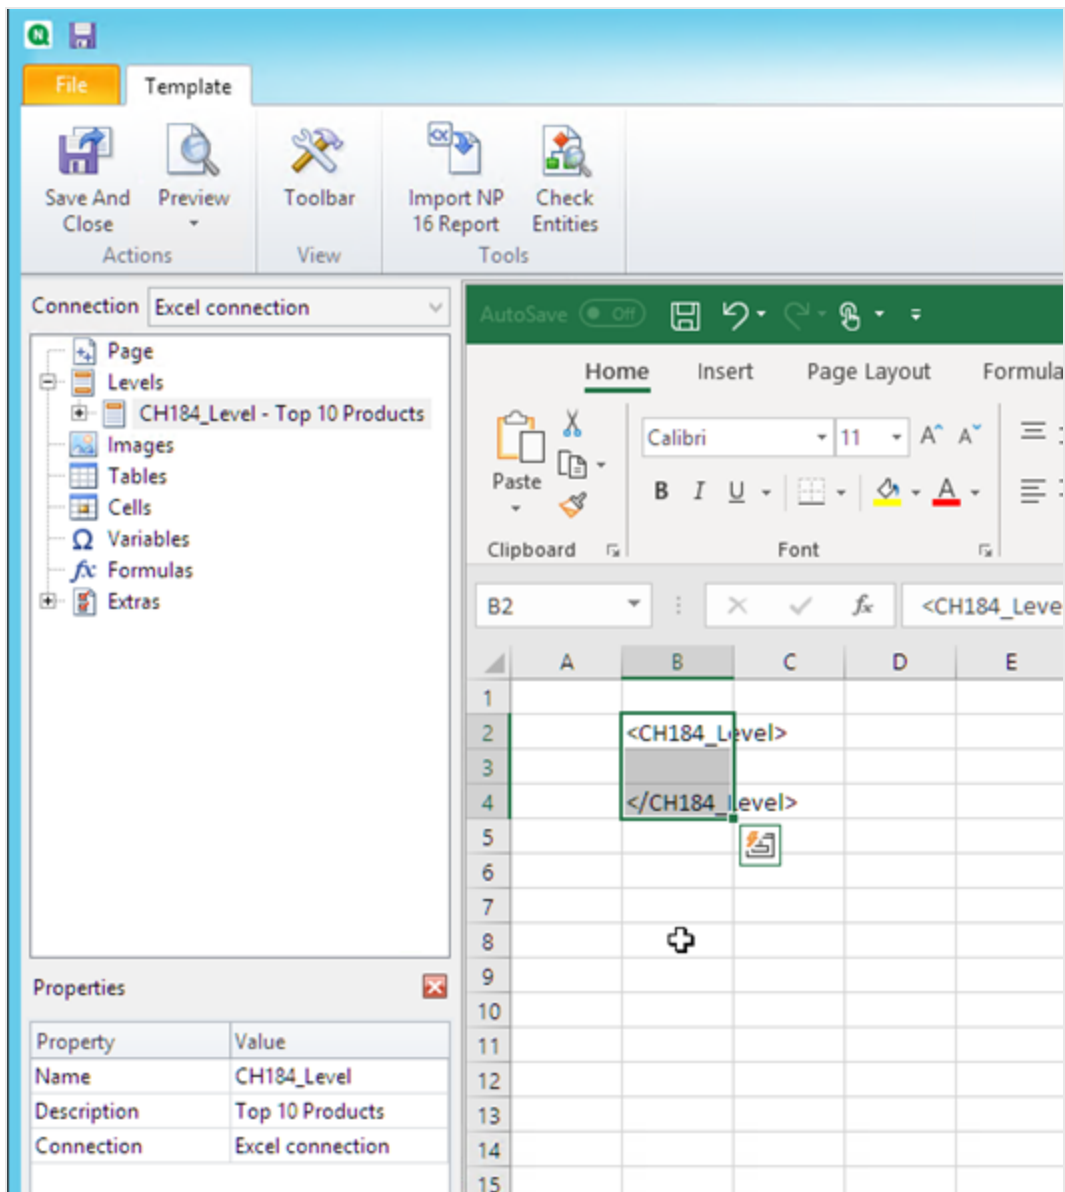 File Template
Save And Close Preview Toolbar Import NP 16 Report Check Entities
Actions View Tools
Connection Excel connection
Page
Levels
CH184_Level - Top 10 Products
Images
Tables
Cells
Variables
fx Formulas
Extras
Properties
Property Value
Name CH184_Level
Description Top 10 Products
Connection Excel connection
AutoSave Off
Home Insert Page Layout Formula
Paste Calibri 11 A A
B I U A
Clipboard Font
B2 fx <CH184_Leve
A B C D E
1
2 <CH184_Level>
3
4 </CH184_Level>
5
6
7
8
9
10
11
12
13
14
15